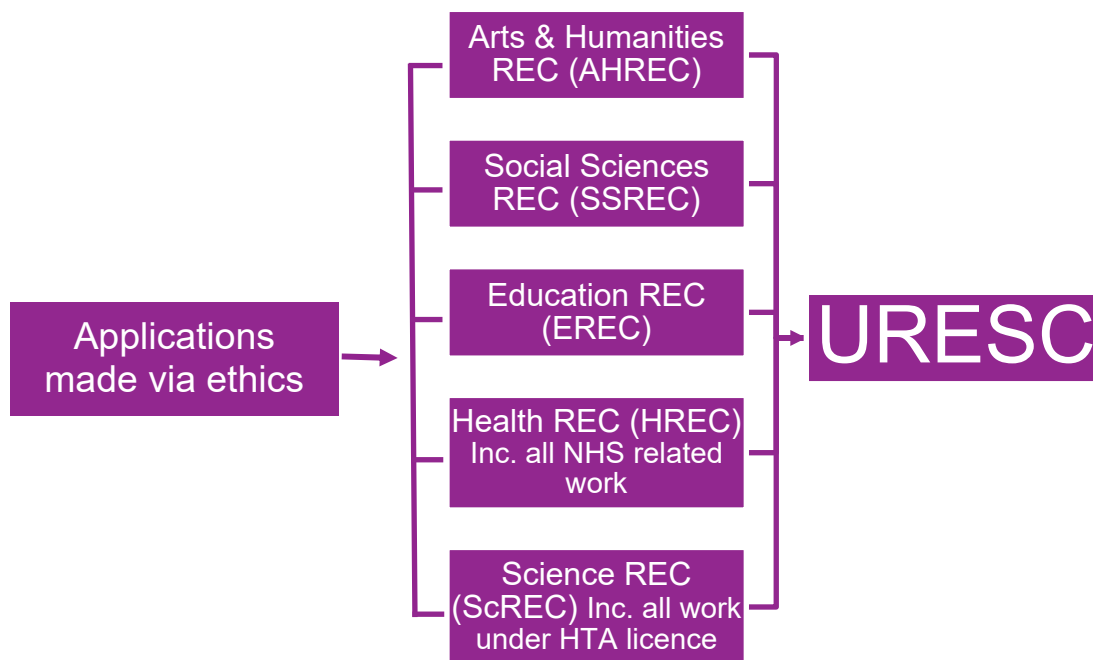 Arts & Humanities
REC (AHREC)
Social Sciences
REC (SSREC)
Education REC
(EREC)
Applications
made via ethics
URESC
Health REC (HREC)
Inc. all NHS related
work
Science REC
(ScREC) Inc. all work
under HTA licence